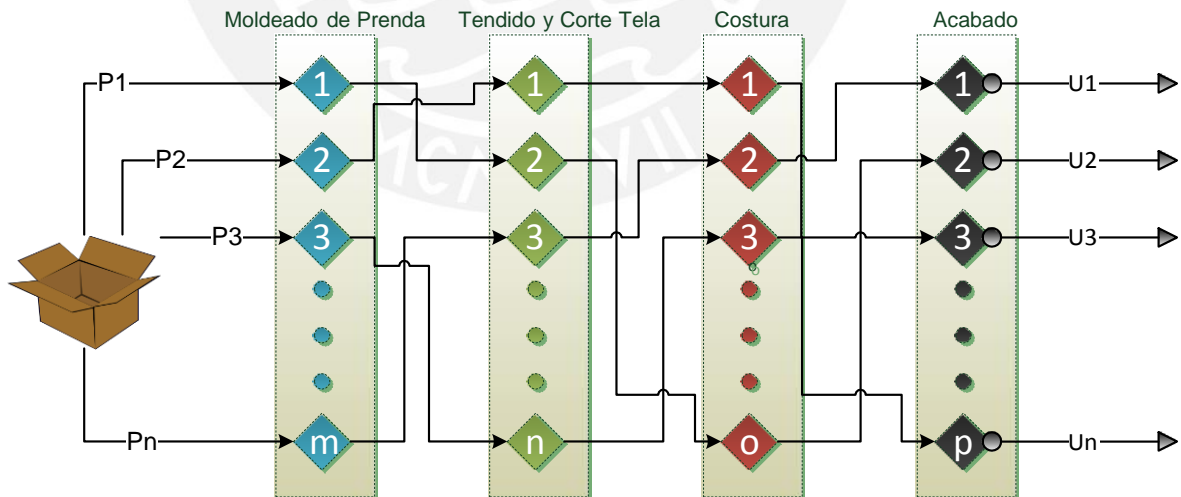 Moldeado de Prenda Tendido y Corte Tela Costura Acabado
P1 1 1 1 1 U1
P2 2 2 2 2 U2
P3 3 3 3 3 U3
Pn m n o p Un